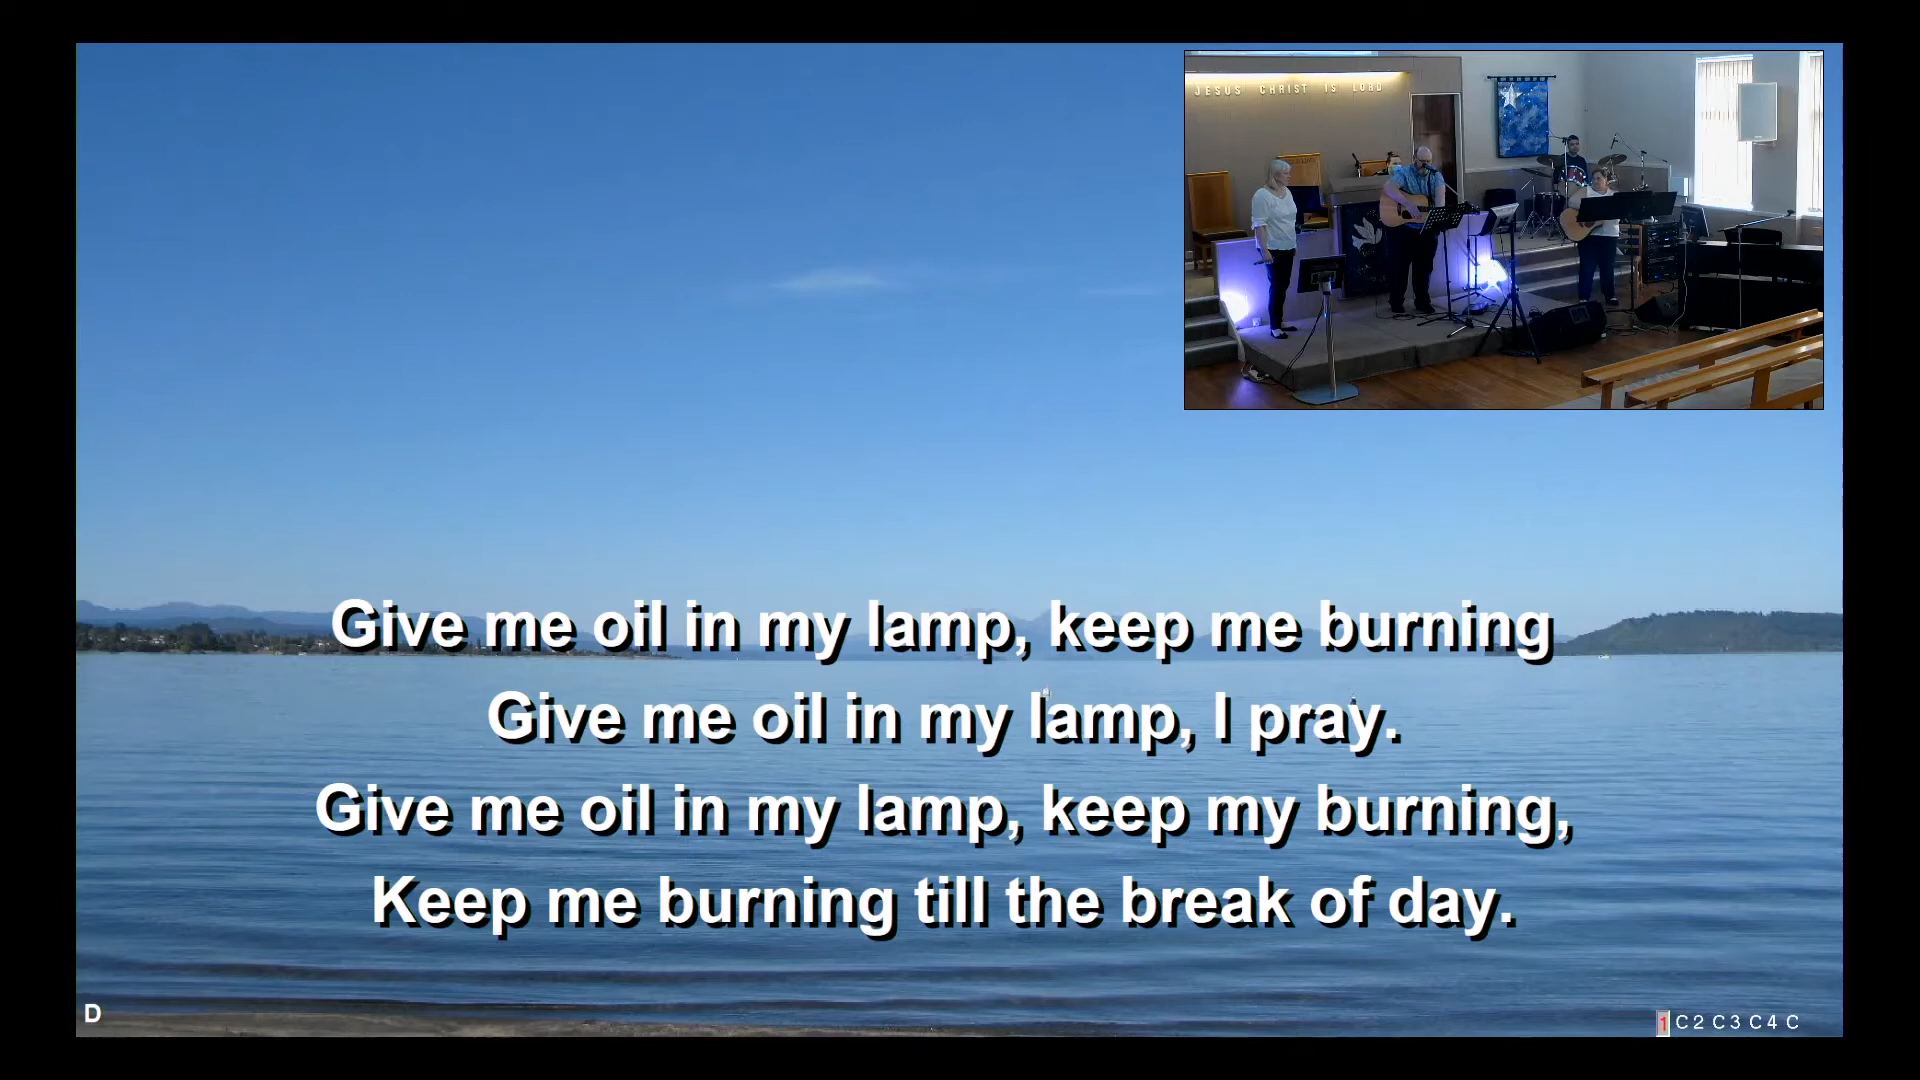 JESUS CHRIST IS LORD
Give me oil in my lamp, keep me burning
Give me oil in my lamp, I pray.
Give me oil in my lamp, keep my burning,
Keep me burning till the break of day.
D
1 C 2 C 3 C 4 C